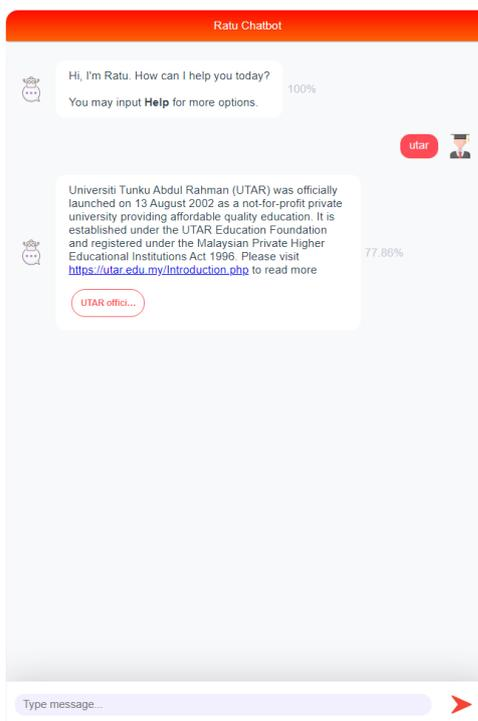 Ratu Chatbot
Hi, I'm Ratu. How can I help you today?
You may input Help for more options.
100%
utar
Universiti Tunku Abdul Rahman (UTAR) was officially
launched on 13 August 2002 as a not-for-profit private
university providing affordable quality education. It is
established under the UTAR Education Foundation
and registered under the Malaysian Private Higher
Educational Institutions Act 1996. Please visit
https://utar.edu.my/Introduction.php to read more
77.86%
UTAR offici...
Type message...